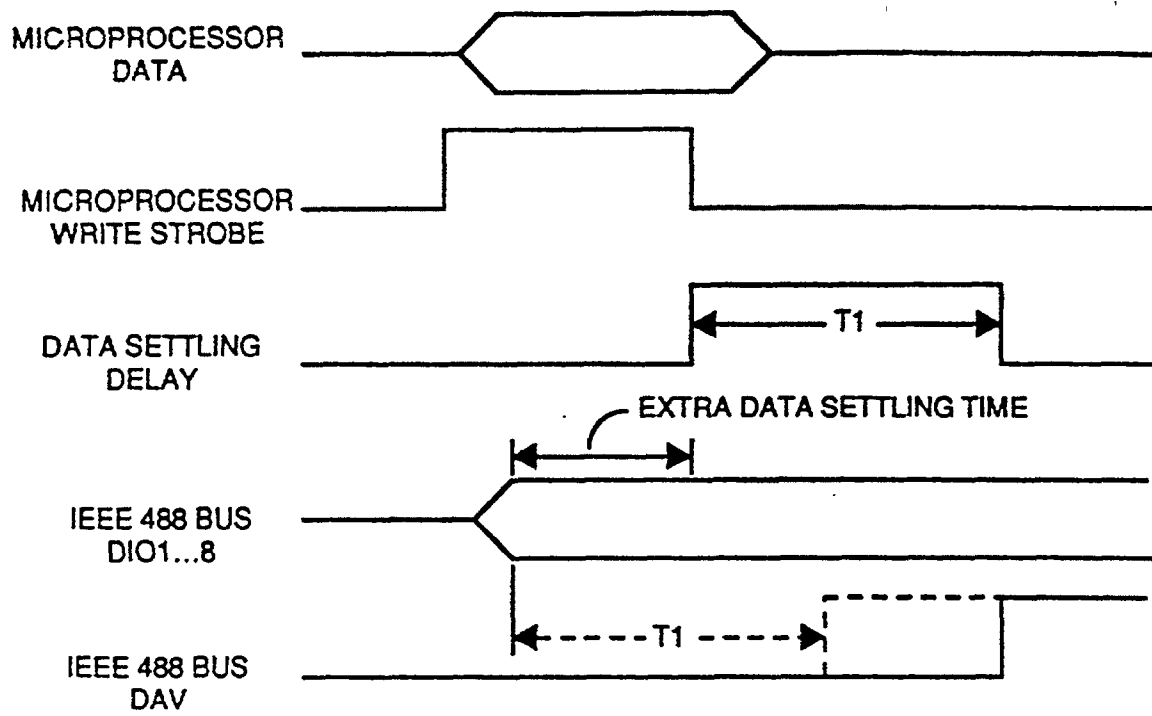 MICROPROCESSOR
DATA
MICROPROCESSOR
WRITE STROBE
T1
DATA SETTLING
DELAY
EXTRA DATA SETTLING TIME
IEEE 488 BUS
DIO1...8
T1
IEEE 488 BUS
DAV